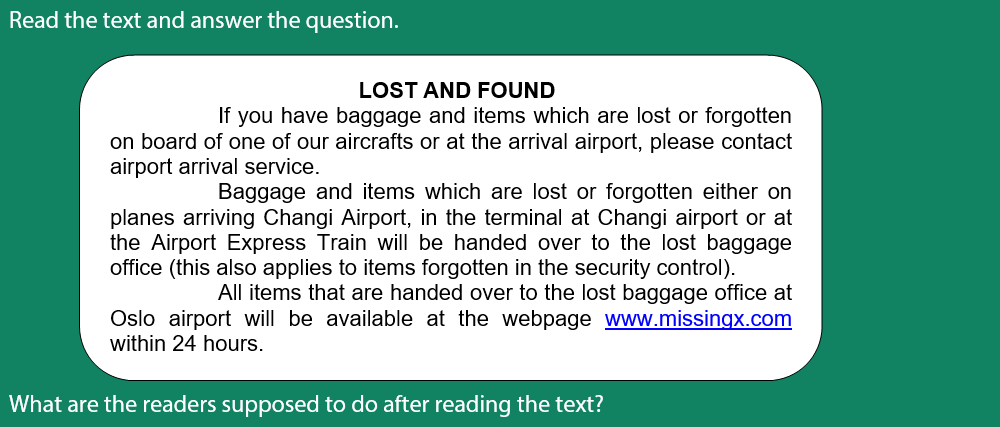 Read the text and answer the question.
LOST AND FOUND
If you have baggage and items which are lost or forgotten
on board of one of our aircrafts or at the arrival airport, please contact
airport arrival service.
Baggage and items which are lost or forgotten either on
planes arriving Changi Airport, in the terminal at Changi airport or at
the Airport Express Train will be handed over to the lost baggage
office (this also applies to items forgotten in the security control).
All items that are handed over to the lost baggage office at
Oslo airport will be available at the webpage www.missingx.com
within 24 hours.
What are the readers supposed to do after reading the text?